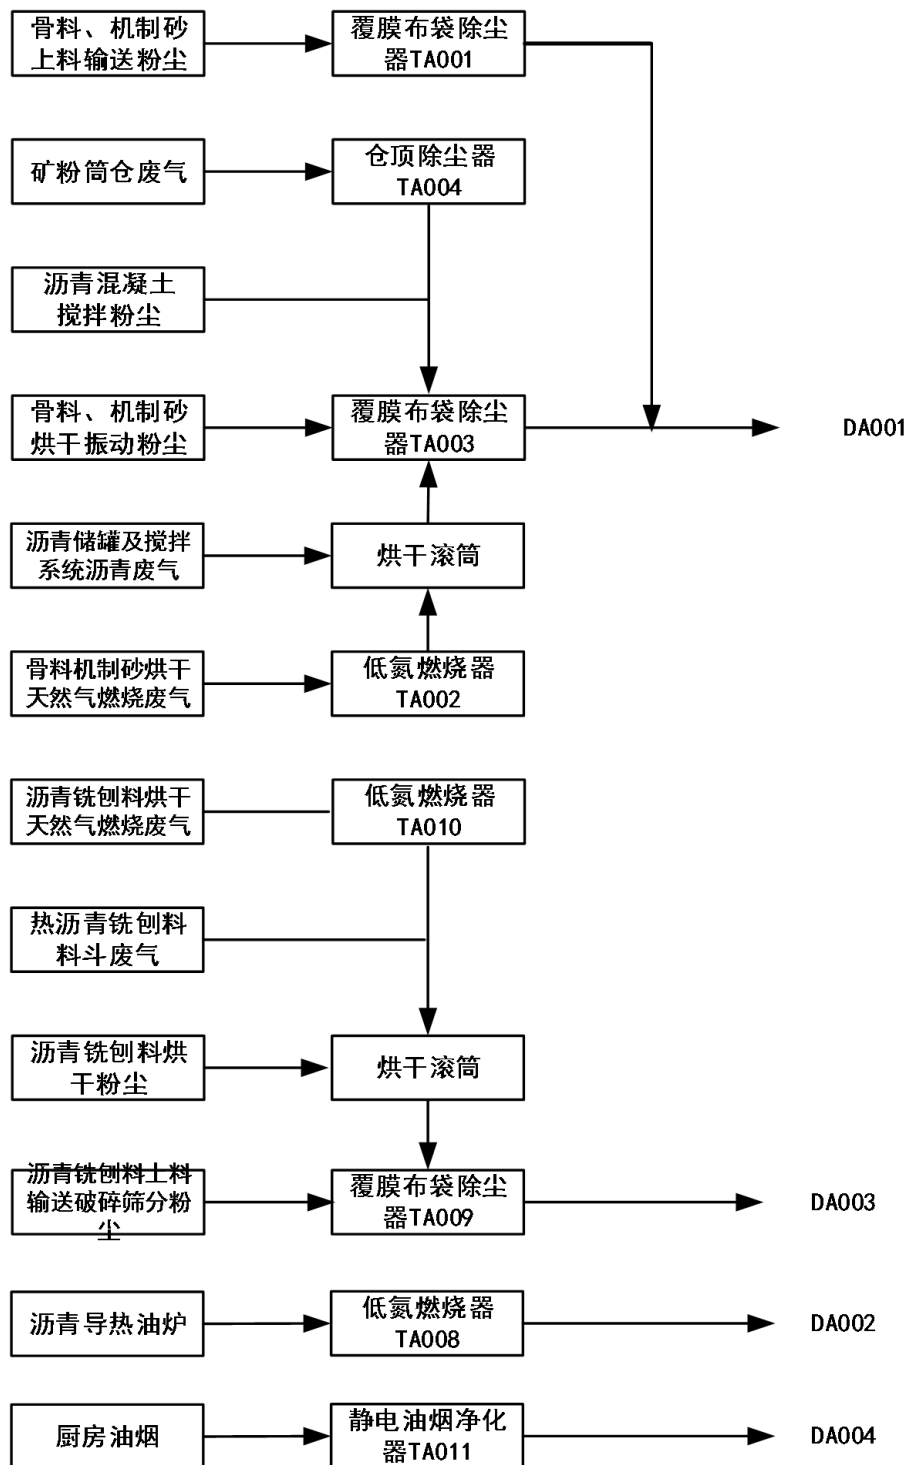 骨料、机制砂
上料输送粉尘
覆膜布袋除尘
器TA001
矿粉筒仓废气
仓顶除尘器
TA004
沥青混凝土
搅拌粉尘
骨料、机制砂
烘干振动粉尘
覆膜布袋除尘
器TA003
DA001
沥青储罐及搅拌
系统沥青废气
烘干滚筒
骨料机制砂烘干
天然气燃烧废气
低氮燃烧器
TA002
沥青铣刨料烘干
天然气燃烧废气
低氮燃烧器
TA010
热沥青铣刨料
料斗废气
沥青铣刨料烘
干粉尘
烘干滚筒
沥青铣刨料上料
输送破碎筛分粉
尘
覆膜布袋除尘
器TA009
DA003
沥青导热油炉
低氮燃烧器
TA008
DA002
厨房油烟
静电油烟净化
器TA011
DA004